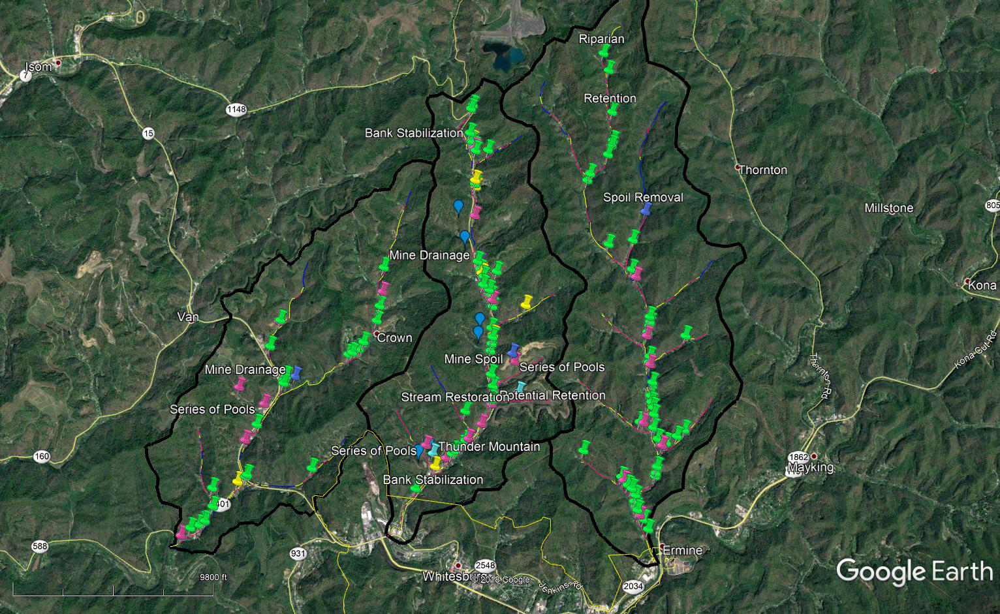 Riparian
Isom
7
1148
Retention
15
Bank Stabilization
Thornton
Spoil Removal
Millstone
805
Mine Drainage
Kona
Van
Crown
Kona Cut-Rd
Mine Spoil
Series of Pools
Mine Drainage
Thornton-Rd
Stream Restoration
Potential Retention
Series of Pools
Series of Pools
Thunder Mountain
160
1862
Mayking
Bank Stabilization
401
588
931
Ermine
2548
Whitesburg
© 2018 Google
Jenkins-Rd
2034
9800 ft
Google Earth